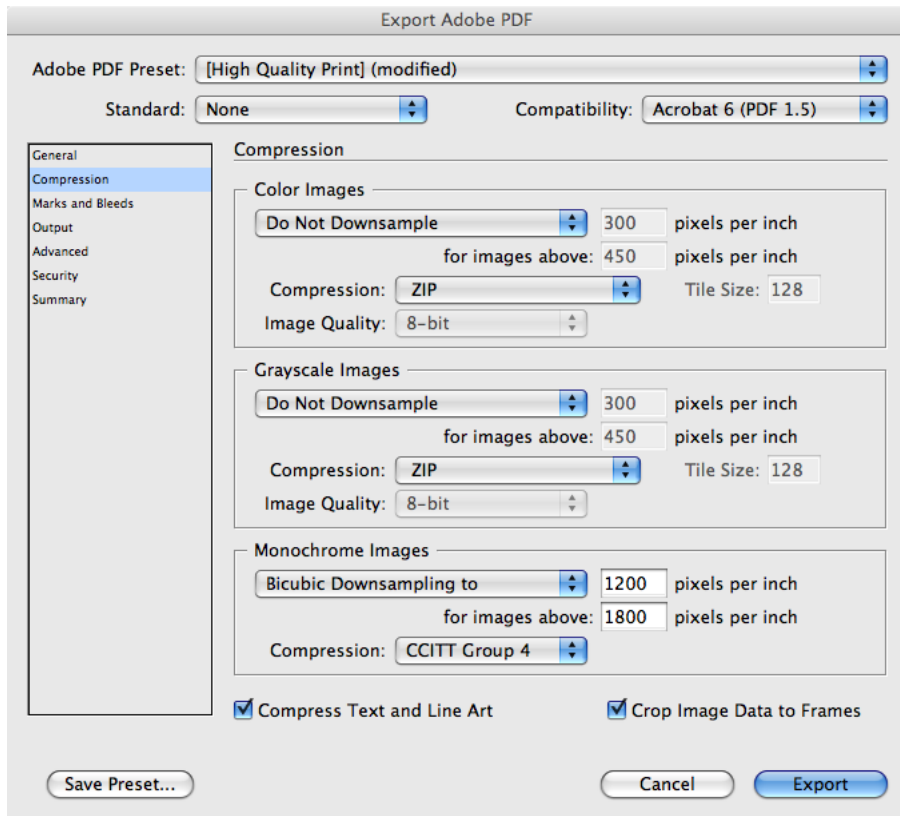 Export Adobe PDF
Adobe PDF Preset: [High Quality Print] (modified)
Standard: None Compatibility: Acrobat 6 (PDF 1.5)
General
Compression
Marks and Bleeds
Output
Advanced
Security
Summary
Compression
Color Images
Do Not Downsample 300 pixels per inch
for images above: 450 pixels per inch
Compression: ZIP Tile Size: 128
Image Quality: 8-bit
Grayscale Images
Do Not Downsample 300 pixels per inch
for images above: 450 pixels per inch
Compression: ZIP Tile Size: 128
Image Quality: 8-bit
Monochrome Images
Bicubic Downsampling to 1200 pixels per inch
for images above: 1800 pixels per inch
Compression: CCITT Group 4
Compress Text and Line Art Crop Image Data to Frames
Save Preset... Cancel Export